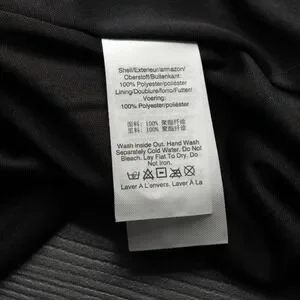 Shell/Exterieur/armazon/
Oberstoff/Buitenkant:
100% Polyester/poliéster
Lining/Doublure/forro/Futter/
Voering:
100% Polyester/poliéster
面料: 100% 聚酯纤维
里料: 100% 聚酯纤维
Wash Inside Out. Hand Wash
Separately Cold Water. Do Not
Bleach. Lay Flat To Dry. Do
Not Iron.
Laver A L'envers. Laver A La